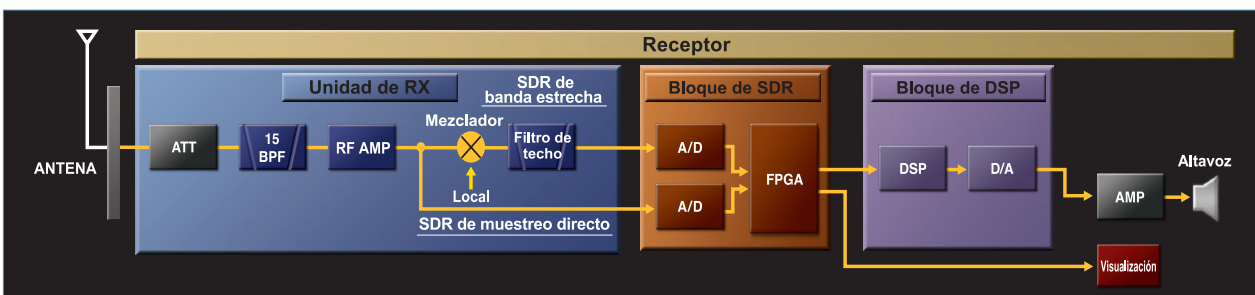 Receptor
Unidad de RX
SDR de
banda estrecha
Mezclador
ANTENA
ATT
15
BPF
RF AMP
Filtro de
techo
Local
SDR de muestreo directo
Bloque de SDR
A/D
A/D
FPGA
Bloque de DSP
DSP
D/A
AMP
Altavoz
Visualización